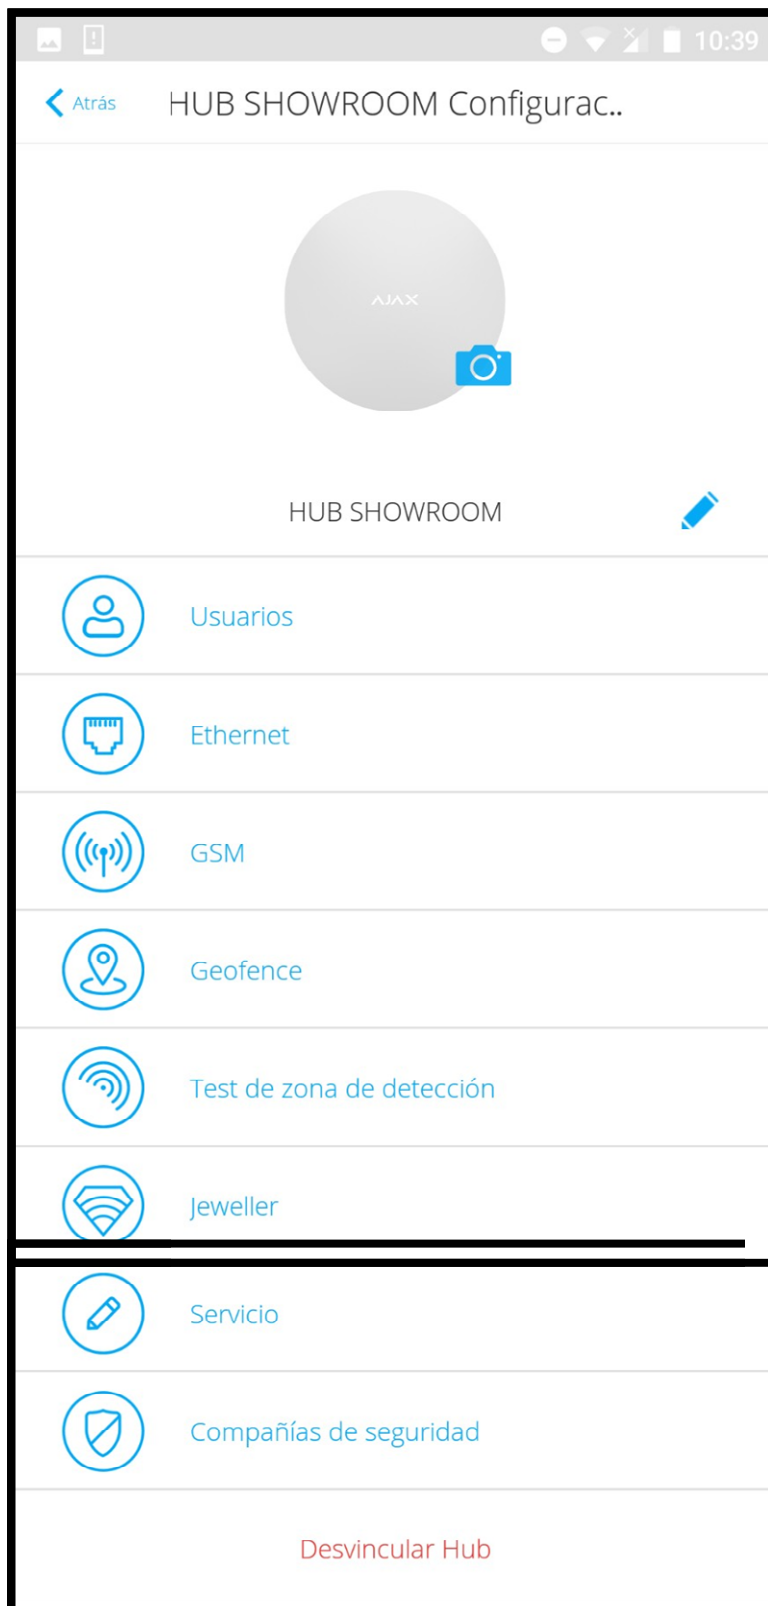 10:39
Atrás
HUB SHOWROOM Configurac..
AJAX
HUB SHOWROOM
Usuarios
Ethernet
GSM
Geofence
Test de zona de detección
Jeweller
Servicio
Compañías de seguridad
Desvincular Hub